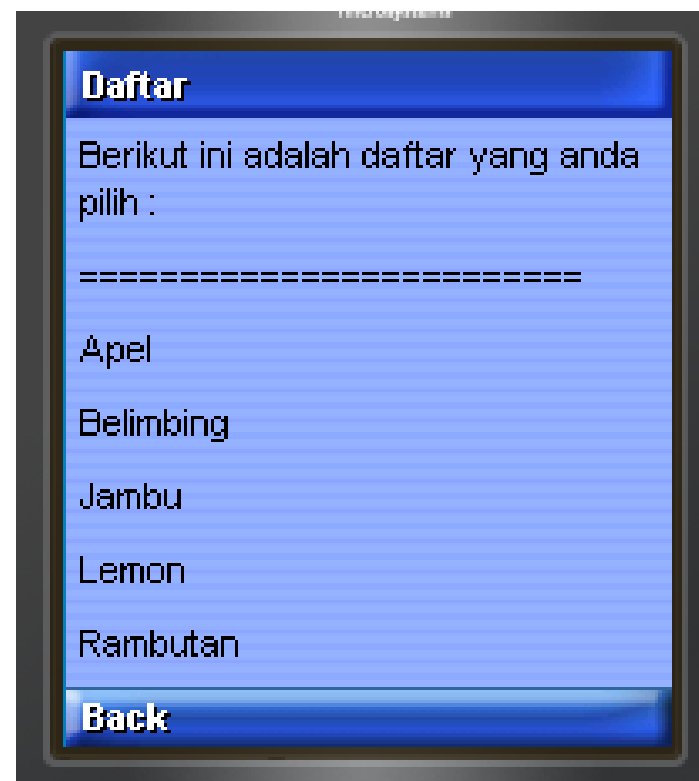 Daftar
Berikut ini adalah daftar yang anda
pilih :
=========================
Apel
Belimbing
Jambu
Lemon
Rambutan
Back